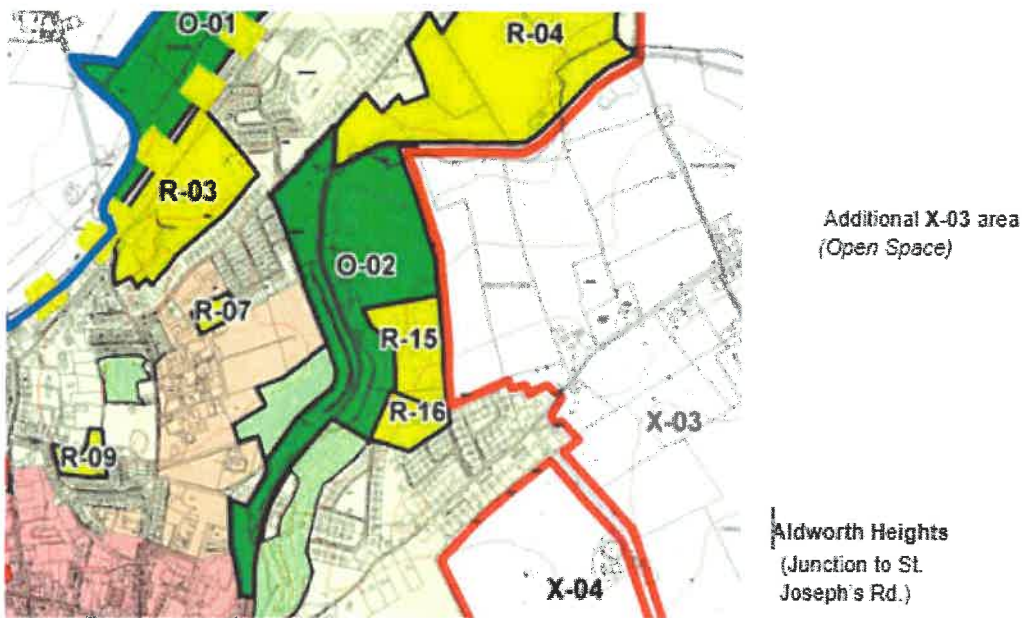 O-01
R-04
R-03
O-02
R-07
R-15
R-16
R-09
X-03
X-04
Additional X-03 area
(Open Space)
Aldworth Heights
(Junction to St.
Joseph's Rd.)